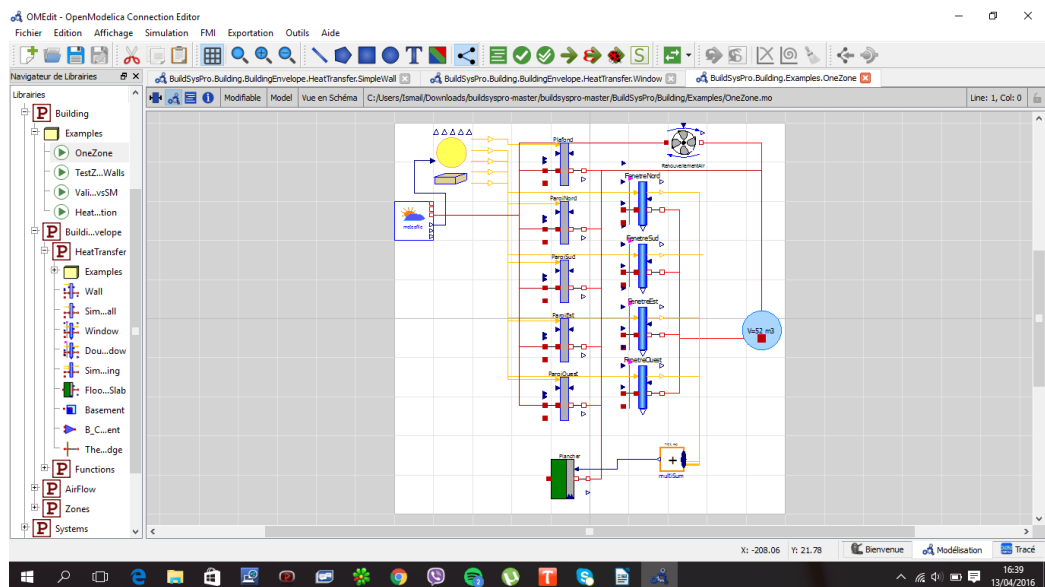 OMEdit - OpenModelica Connection Editor
Fichier Edition Affichage Simulation FMI Exportation Outils Aide
Navigateur de Libraries
BuildSysPro.Building.BuildingEnvelope.HeatTransfer.SimpleWall
BuildSysPro.Building.BuildingEnvelope.HeatTransfer.Window
BuildSysPro.Building.Examples.OneZone
Libraries
Modifiable Model Vue en Schéma C:/Users/Ismail/Downloads/buildsyspro-master/buildsyspro-master/BuildSysPro/Building/Examples/OneZone.mo Line: 1, Col: 0
P Building
Examples
OneZone
TestZ...Walls
Vali...vsSM
Heat...tion
P Buildi...velope
P HeatTransfer
Examples
Wall
Sim...all
Window
Dou...dow
Sim...ing
Floo...Slab
Basement
B_C...ent
The...dge
P Functions
P AirFlow
P Zones
P Systems
Plafond
RenouvellementAir
FenetreNord
ParoiNord
meteofile
FenetreSud
ParoiSud
FenetreEst
V=52 m3
ParoiEst
FenetreOuest
ParoiOuest
Plancher
+
multiSum
X: -208.06 Y: 21.78 Bienvenue Modélisation Tracé
16:39
13/04/2016